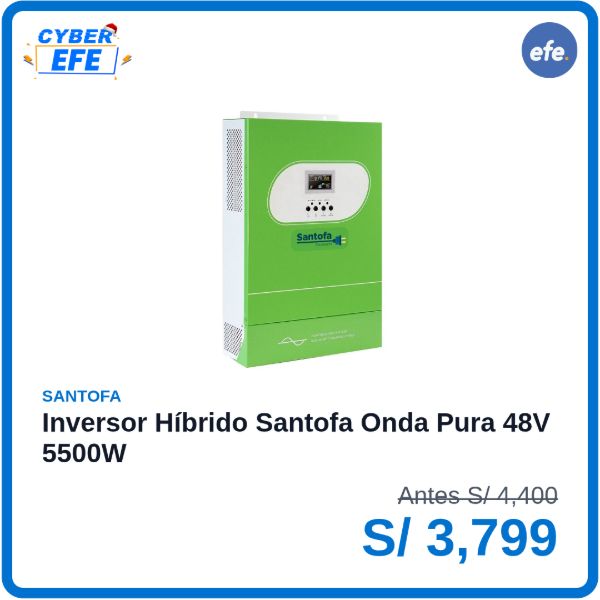 CYBER
EFE
efe.
Santofa
SANTOFA
Inversor Híbrido Santofa Onda Pura 48V
5500W
Antes S/ 4,400
S/ 3,799